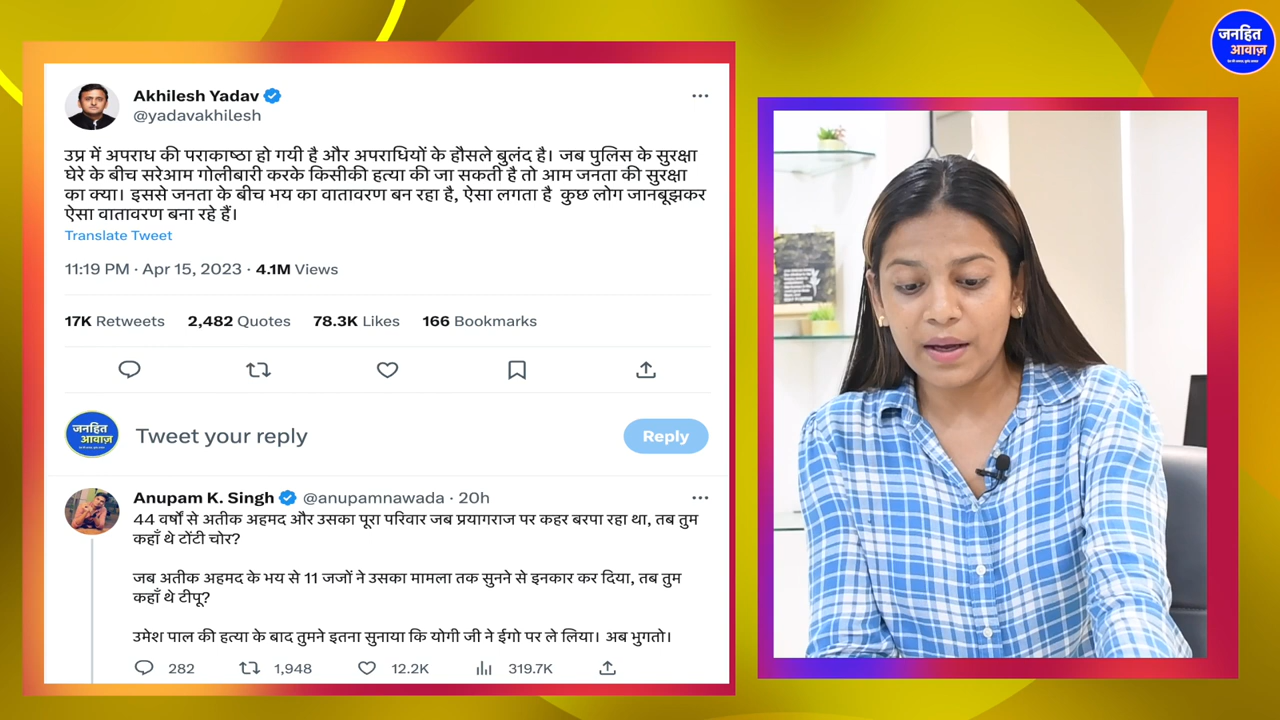 जनहित
आवाज़
Akhilesh Yadav
@yadavakhilesh
उप्र में अपराध की पराकाष्ठा हो गयी है और अपराधियों के हौसले बुलंद है। जब पुलिस के सुरक्षा
घेरे के बीच सरेआम गोलीबारी करके किसीकी हत्या की जा सकती है तो आम जनता की सुरक्षा
का क्या। इससे जनता के बीच भय का वातावरण बन रहा है, ऐसा लगता है कुछ लोग जानबूझकर
ऐसा वातावरण बना रहे हैं।
Translate Tweet
11:19 PM · Apr 15, 2023 · 4.1M Views
17K Retweets 2,482 Quotes 78.3K Likes 166 Bookmarks
जनहित
आवाज़
Tweet your reply
Reply
Anupam K. Singh @anupamnawada · 20h
44 वर्षों से अतीक अहमद और उसका पूरा परिवार जब प्रयागराज पर कहर बरपा रहा था, तब तुम
कहाँ थे टोंटी चोर?
जब अतीक अहमद के भय से 11 जजों ने उसका मामला तक सुनने से इनकार कर दिया, तब तुम
कहाँ थे टीपू?
उमेश पाल की हत्या के बाद तुमने इतना सुनाया कि योगी जी ने ईगो पर ले लिया। अब भुगतो।
282 1,948 12.2K 319.7K